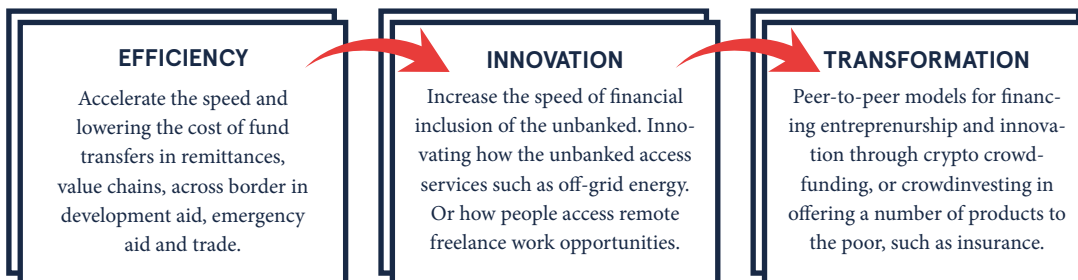 EFFICIENCY
Accelerate the speed and
lowering the cost of fund
transfers in remittances,
value chains, across border in
development aid, emergency
aid and trade.
INNOVATION
Increase the speed of financial
inclusion of the unbanked. Inno-
vating how the unbanked access
services such as off-grid energy.
Or how people access remote
freelance work opportunities.
TRANSFORMATION
Peer-to-peer models for financ-
ing entreprenurship and innova-
tion through crypto crowd-
funding, or crowdinvesting in
offering a number of products to
the poor, such as insurance.